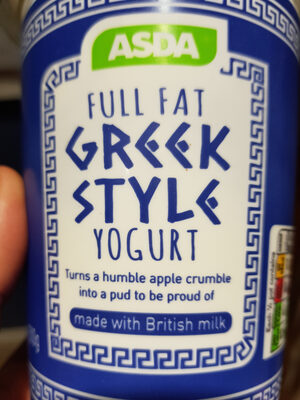 ASDA
FULL FAT
GREEK
STYLE
YOGURT
Turns a humble apple crumble
into a pud to be proud of
made with British milk